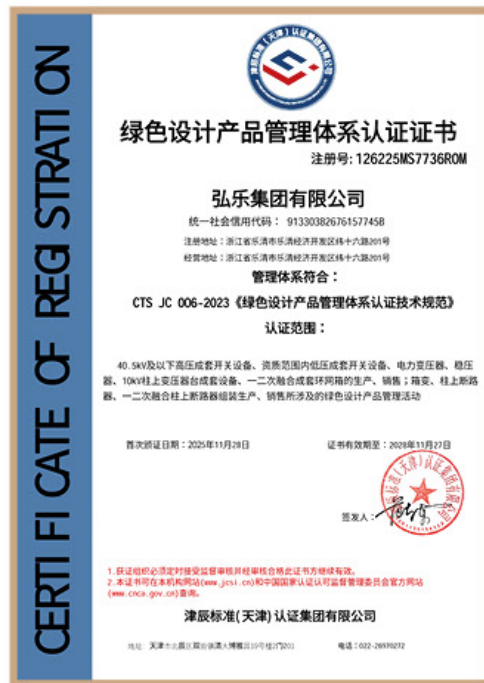 CERTIFICATE OF REGISTRATION
津辰标准(天津)认证集团有限公司
绿色设计产品管理体系认证证书
注册号: 126225MS7736R0M
弘乐集团有限公司
统一社会信用代码： 91330382676157745B
注册地址：浙江省乐清市乐清经济开发区纬十六路201号
经营地址：浙江省乐清市乐清经济开发区纬十六路201号
管理体系符合：
CTS JC 006-2023《绿色设计产品管理体系认证技术规范》
认证范围：
40.5kV及以下高压成套开关设备、资质范围内低压成套开关设备、电力变压器、稳压
器、10kV柱上变压器台成套设备、一二次融合成套环网箱的生产、销售；箱变、柱上断路
器、一二次融合柱上断路器组装生产、销售所涉及的绿色设计产品管理活动
首次颁证日期：2025年11月28日
证书有效期至：2028年11月27日
签发人：
1.获证组织必须定时接受监督审核并经审核合格此证书方继续有效。
2.本证书可在本机构网站(www.jcsi.cn)和中国国家认证认可监督管理委员会官方网站
(www.cnca.gov.cn)查询。
津辰标准(天津)认证集团有限公司
电话：022-26970272